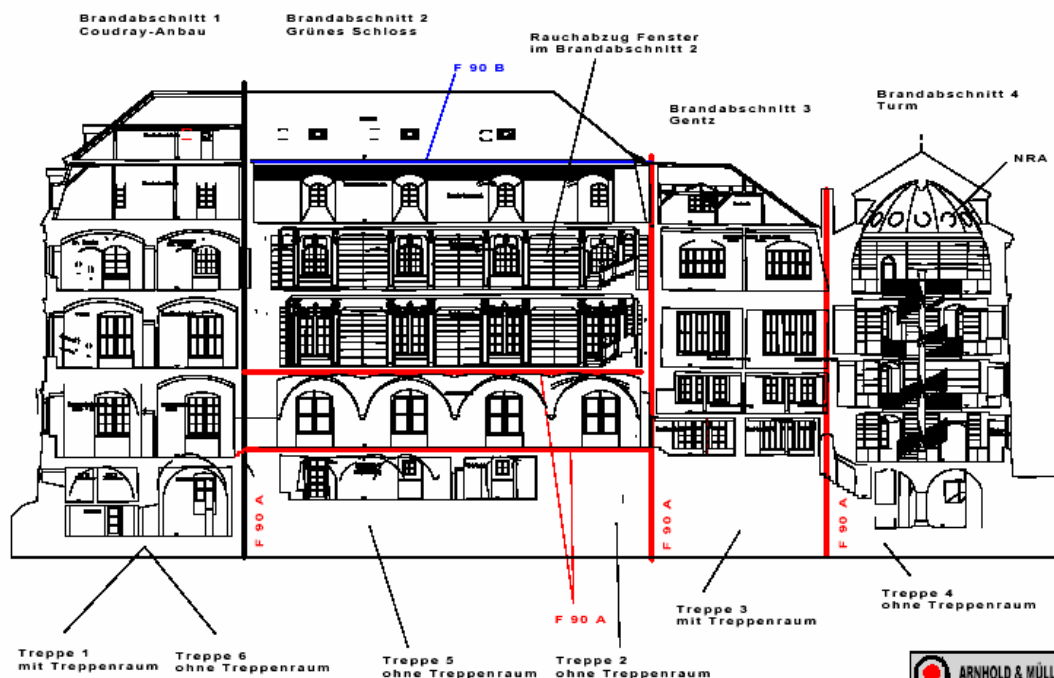 Brandabschnitt 1
Coudray-Anbau
Brandabschnitt 2
Grünes Schloss
Rauchabzug Fenster
im Brandabschnitt 2
F 90 B
Brandabschnitt 3
Gentz
Brandabschnitt 4
Turm
NRA
F 90 A
F 90 A
F 90 A
F 90 A
Treppe 1
mit Treppenraum
Treppe 6
ohne Treppenraum
Treppe 5
ohne Treppenraum
Treppe 2
ohne Treppenraum
Treppe 3
mit Treppenraum
Treppe 4
ohne Treppenraum
ARNHOLD & MÜLL